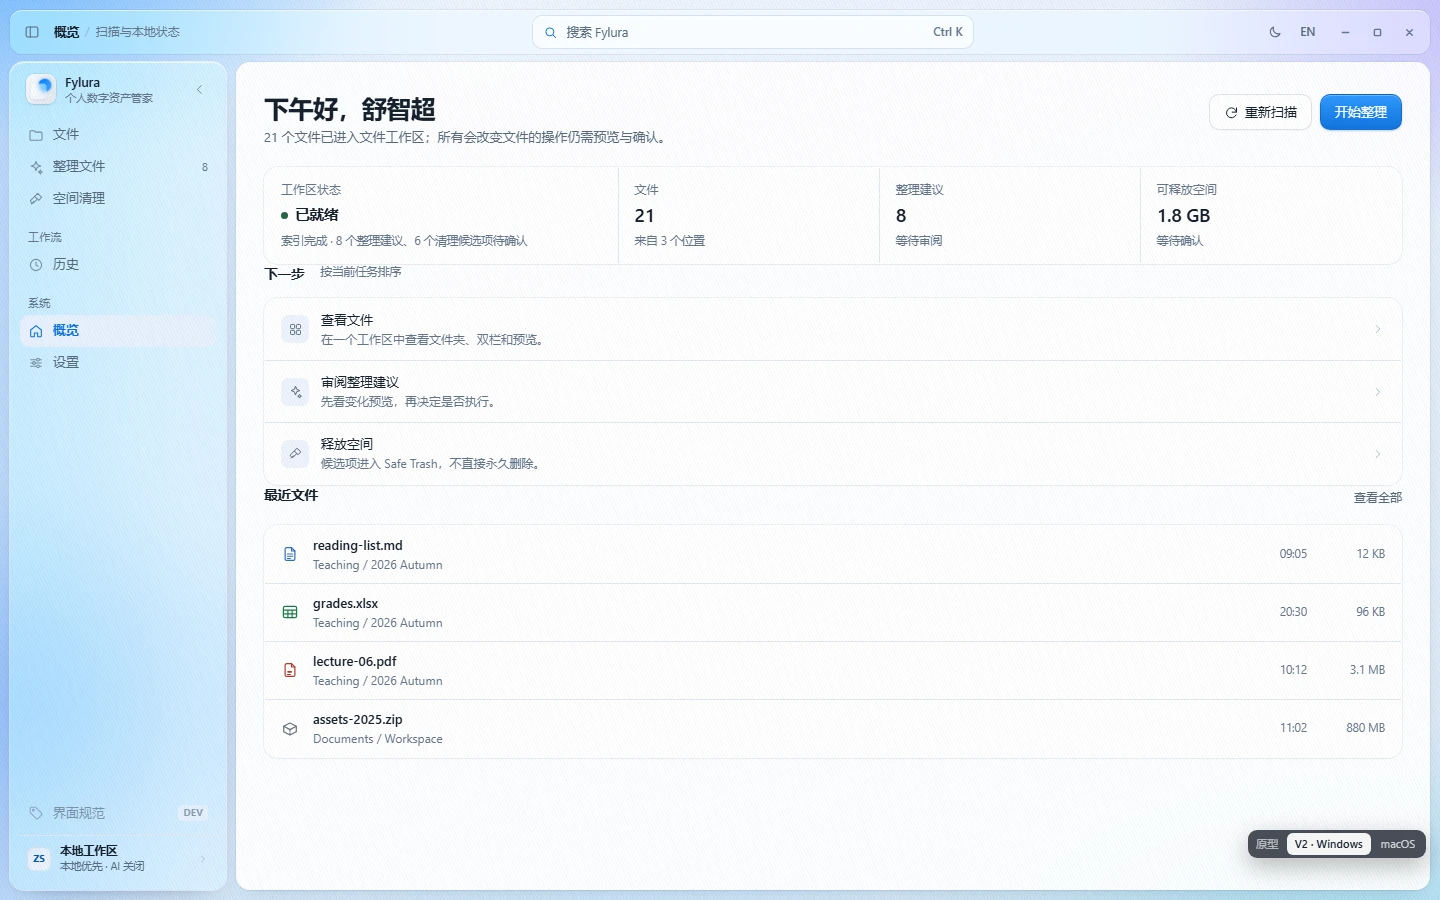 概览 / 扫描与本地状态
搜索 Fylura
Ctrl K
EN
Fylura
个人数字资产管家
文件
整理文件
8
空间清理
工作流
历史
系统
概览
设置
界面规范
DEV
ZS
本地工作区
本地优先 · AI 关闭
下午好，舒智超
21 个文件已进入文件工作区；所有会改变文件的操作仍需预览与确认。
重新扫描
开始整理
工作区状态
已就绪
索引完成 · 8 个整理建议、6 个清理候选项待确认
文件
21
来自 3 个位置
整理建议
8
等待审阅
可释放空间
1.8 GB
等待确认
下一步
按当前任务排序
查看文件
在一个工作区中查看文件夹、双栏和预览。
审阅整理建议
先看变化预览，再决定是否执行。
释放空间
候选项进入 Safe Trash，不直接永久删除。
最近文件
查看全部
reading-list.md
Teaching / 2026 Autumn
09:05
12 KB
grades.xlsx
Teaching / 2026 Autumn
20:30
96 KB
lecture-06.pdf
Teaching / 2026 Autumn
10:12
3.1 MB
assets-2025.zip
Documents / Workspace
11:02
880 MB
原型
V2 · Windows
macOS